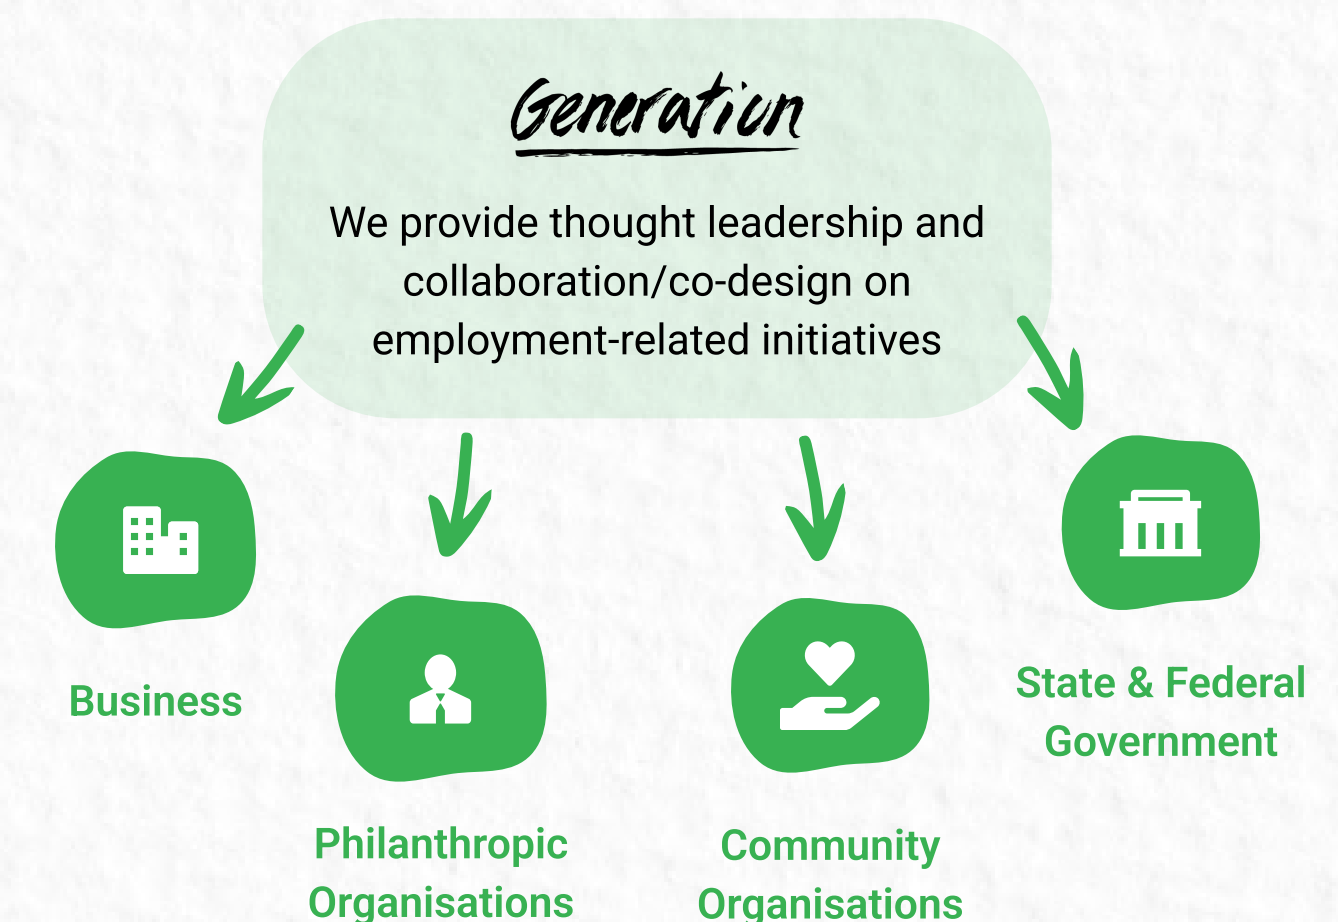 Generation
We provide thought leadership and
collaboration/co-design on
employment-related initiatives
Business
Philanthropic
Organisations
Community
Organisations
State & Federal
Government